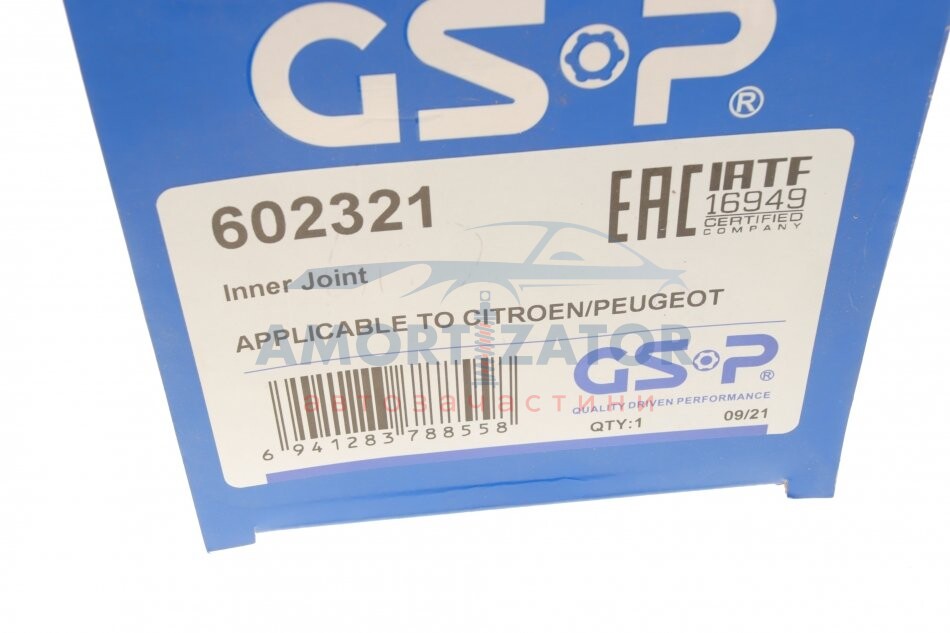 GSP®
602321
EAC IATF
16949
CERTIFIED
COMPANY
Inner Joint
APPLICABLE TO CITROEN/PEUGEOT
AMORTIZATOR
автозачастини
GSP®
QUALITY DRIVEN PERFORMANCE
QTY:1 09/21
6 941283 788558